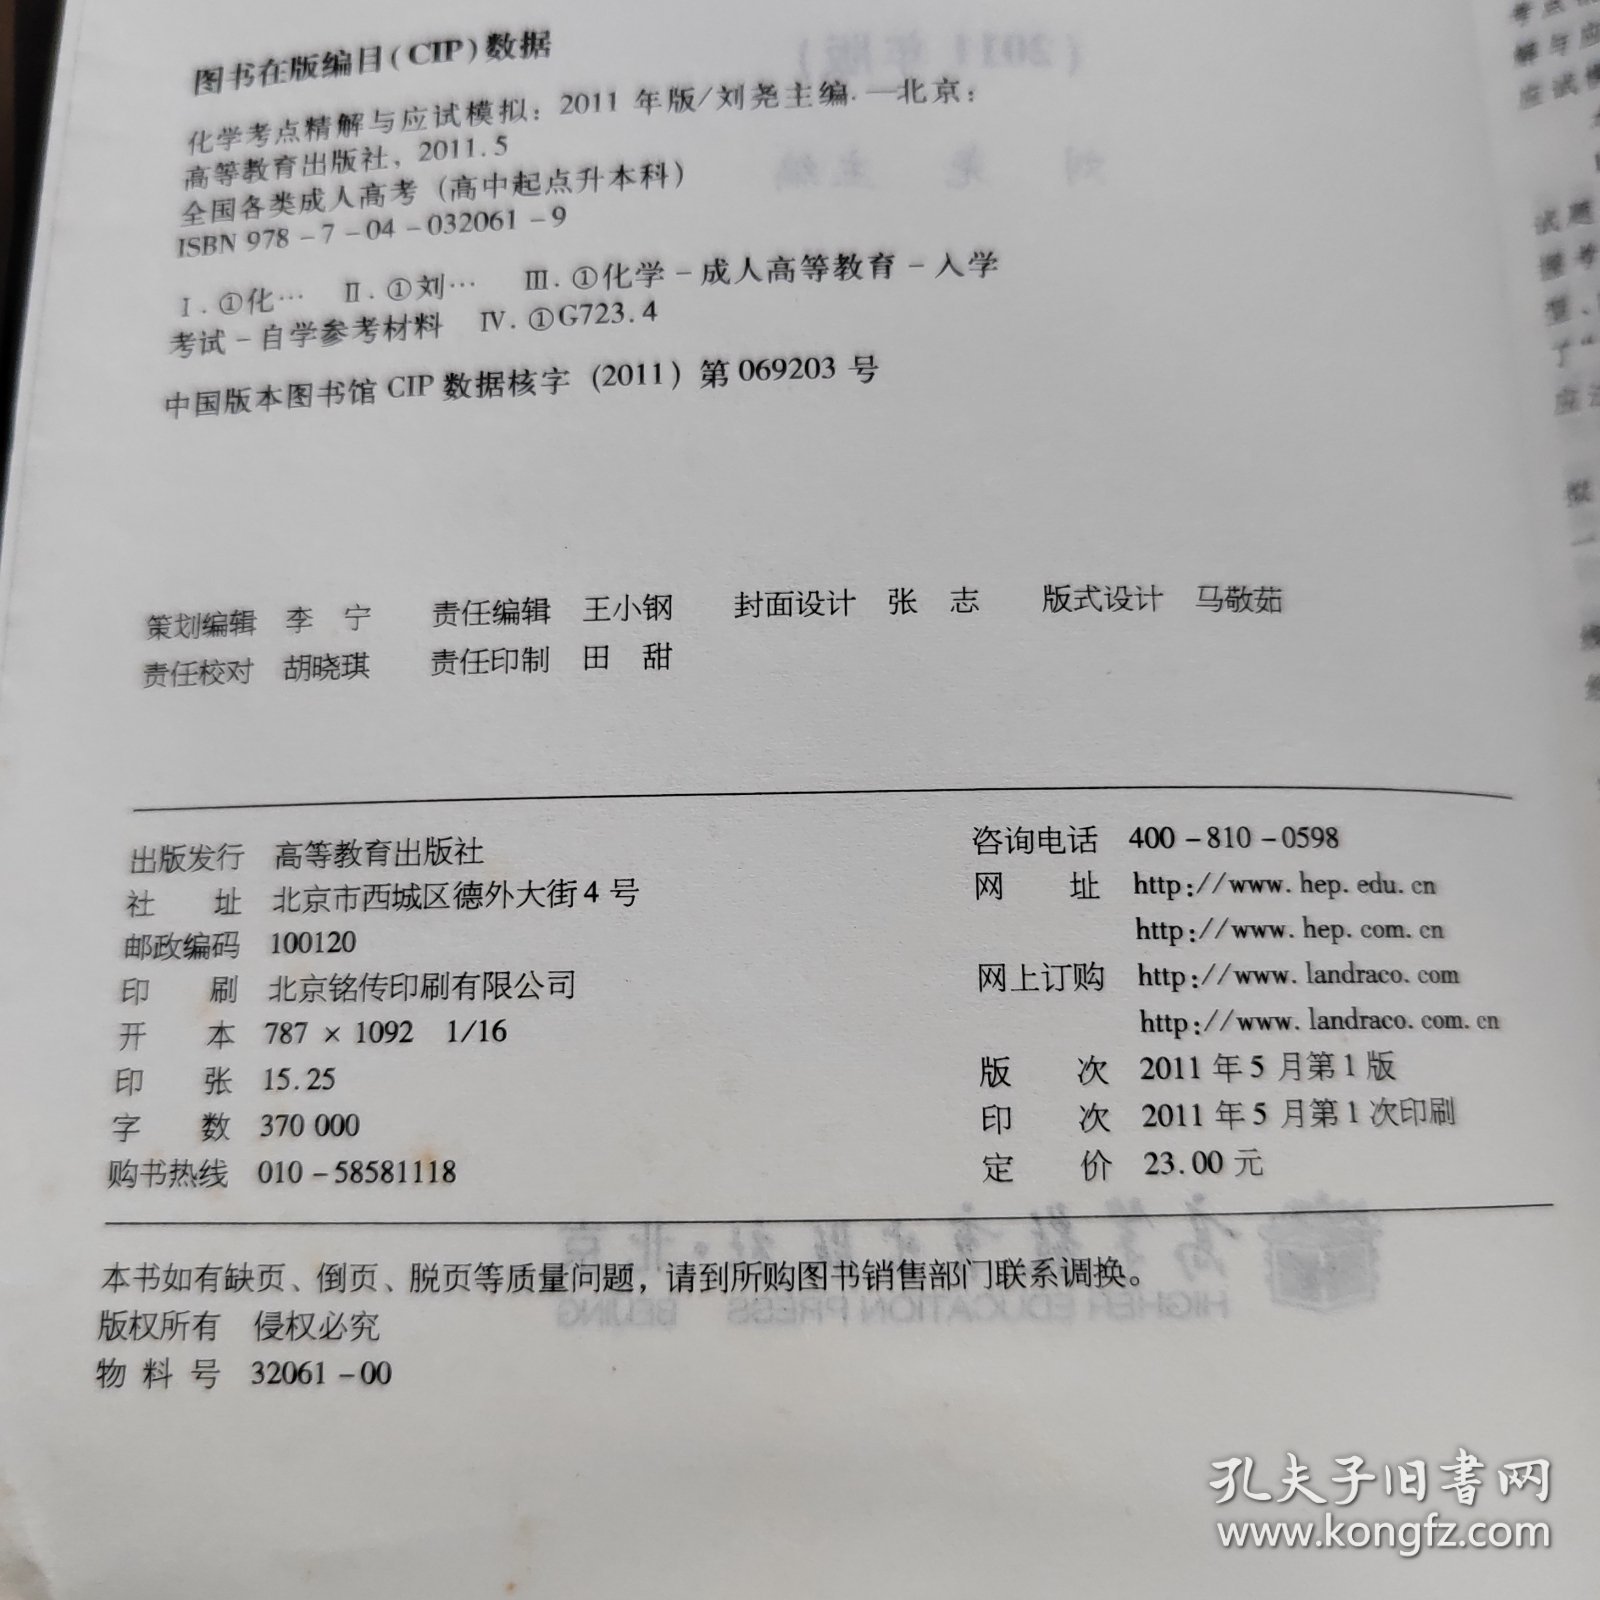 图书在版编目(CIP)数据
化学考点精解与应试模拟：2011 年版/刘尧主编.—北京：
高等教育出版社，2011.5
全国各类成人高考（高中起点升本科）
ISBN 978-7-04-032061-9
Ⅰ.①化… Ⅱ.①刘… Ⅲ.①化学-成人高等教育-入学
考试-自学参考材料 Ⅳ.①G723.4
中国版本图书馆 CIP 数据核字（2011）第 069203 号
策划编辑 李 宁 责任编辑 王小钢 封面设计 张 志 版式设计 马敬茹
责任校对 胡晓琪 责任印制 田 甜
出版发行 高等教育出版社
社 址 北京市西城区德外大街4号
邮政编码 100120
印 刷 北京铭传印刷有限公司
开 本 787×1092 1/16
印 张 15.25
字 数 370 000
购书热线 010-58581118
咨询电话 400-810-0598
网 址 http://www.hep.edu.cn
http://www.hep.com.cn
网上订购 http://www.landraco.com
http://www.landraco.com.cn
版 次 2011年5月第1版
印 次 2011年5月第1次印刷
定 价 23.00元
本书如有缺页、倒页、脱页等质量问题，请到所购图书销售部门联系调换。
版权所有 侵权必究
物 料 号 32061-00
孔夫子旧书网
www.kongfz.com